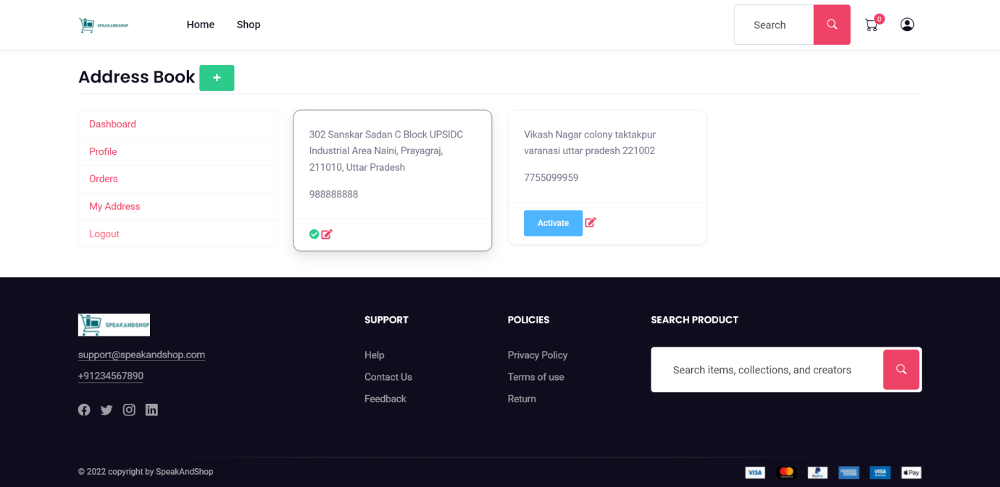 SPEAKANDSHOP
Home
Shop
Search
0
Address Book +
Dashboard
Profile
Orders
My Address
Logout
302 Sanskar Sadan C Block UPSIDC
Industrial Area Naini, Prayagraj,
211010, Uttar Pradesh
988888888
Vikash Nagar colony taktakpur
varanasi uttar pradesh 221002
7755099959
Activate
SPEAKANDSHOP
support@speakandshop.com
+91234567890
SUPPORT
Help
Contact Us
Feedback
POLICIES
Privacy Policy
Terms of use
Return
SEARCH PRODUCT
Search items, collections, and creators
© 2022 copyright by SpeakAndShop
VISA
PayPal
VISA
Pay